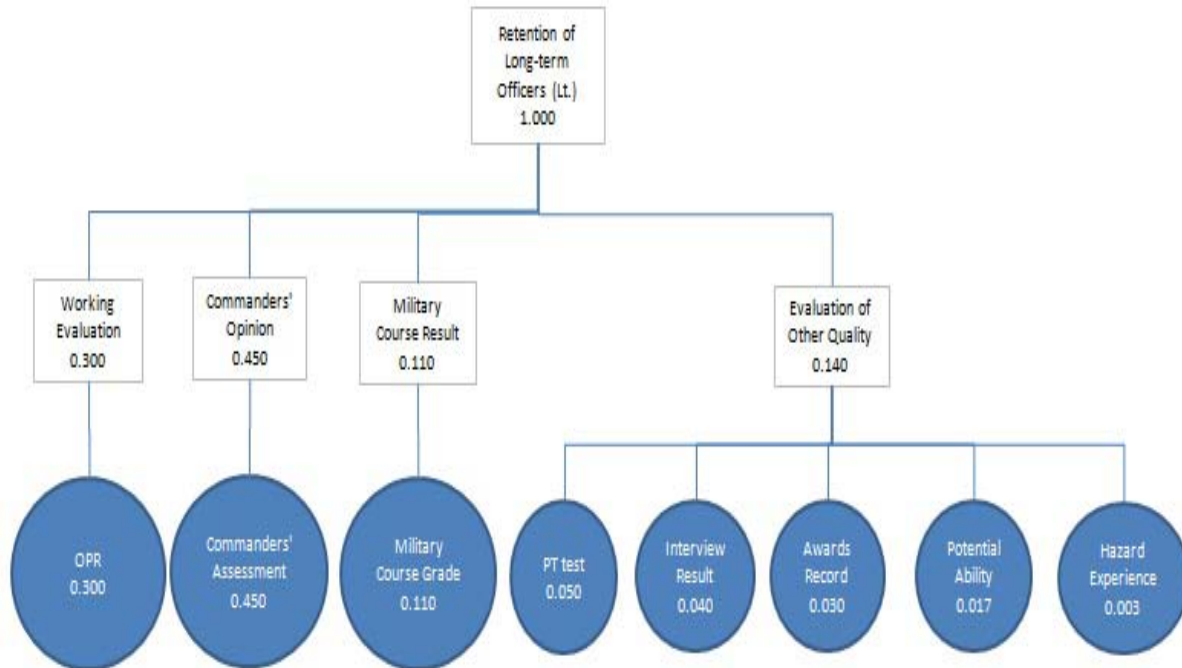 Retention of
Long-term
Officers (Lt.)
1.000
Working
Evaluation
0.300
Commanders'
Opinion
0.450
Military
Course Result
0.110
Evaluation of
Other Quality
0.140
OPR
0.300
Commanders'
Assessment
0.450
Military
Course Grade
0.110
PT test
0.050
Interview
Result
0.040
Awards
Record
0.030
Potential
Ability
0.017
Hazard
Experience
0.003